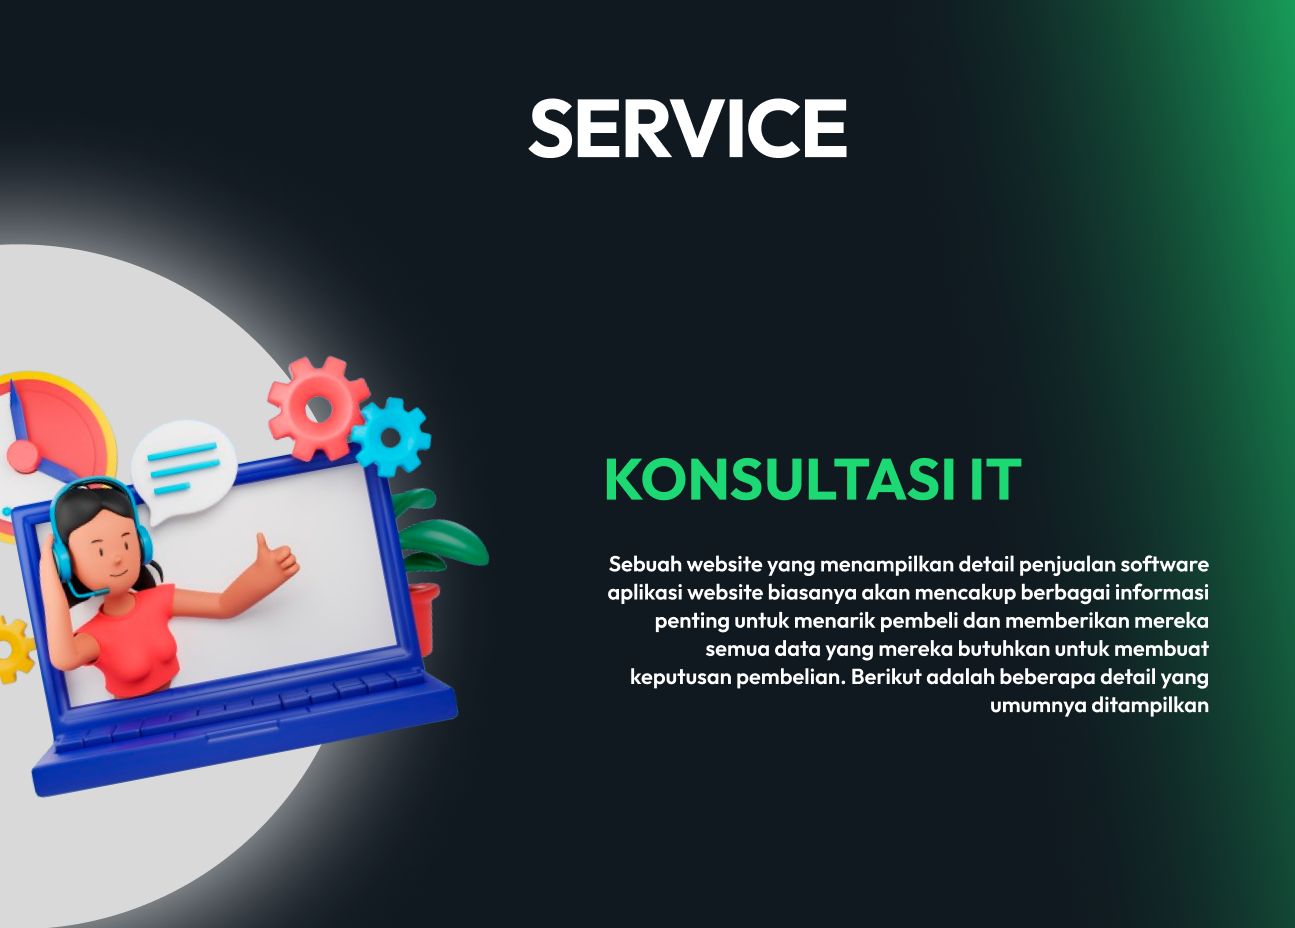 SERVICE
KONSULTASI IT
Sebuah website yang menampilkan detail penjualan software
aplikasi website biasanya akan mencakup berbagai informasi
penting untuk menarik pembeli dan memberikan mereka
semua data yang mereka butuhkan untuk membuat
keputusan pembelian. Berikut adalah beberapa detail yang
umumnya ditampilkan